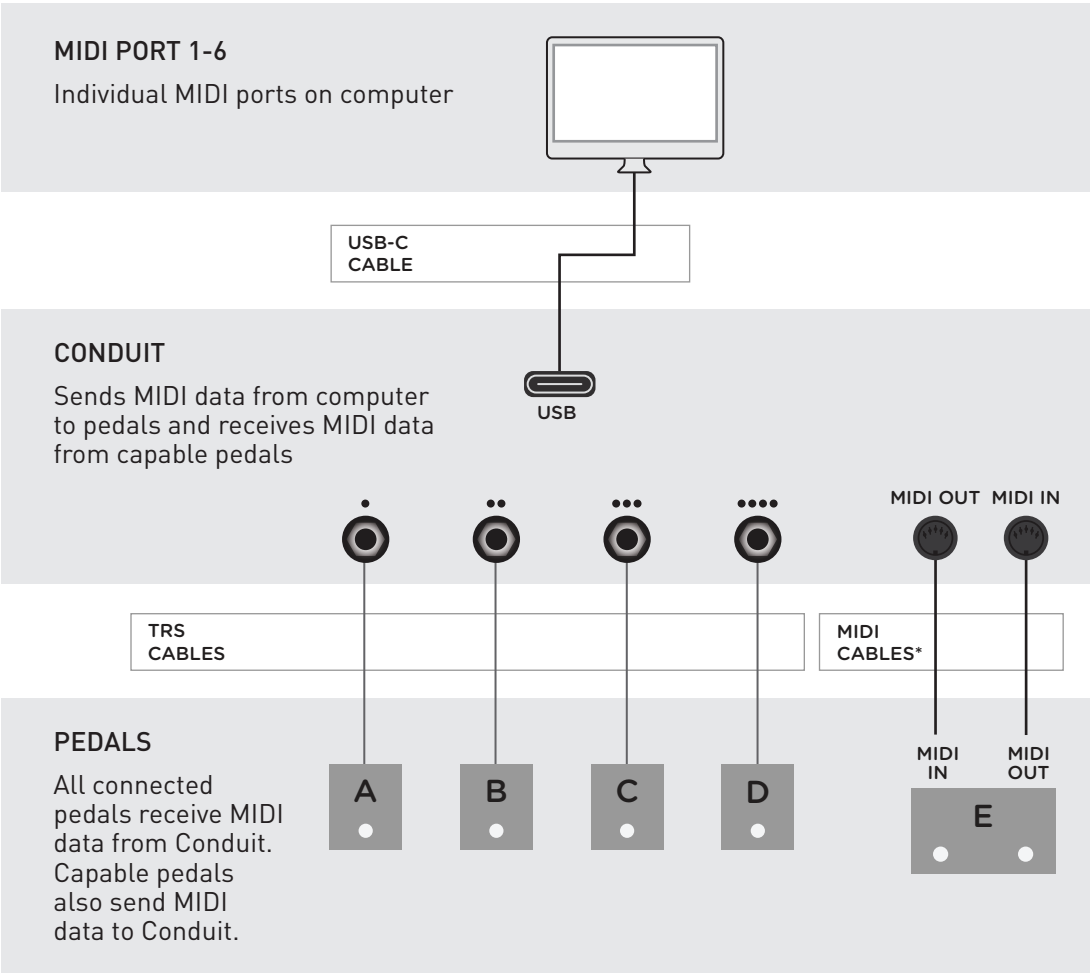 MIDI PORT 1-6
Individual MIDI ports on computer
USB-C
CABLE
CONDUIT
Sends MIDI data from computer
to pedals and receives MIDI data
from capable pedals
USB
MIDI OUT MIDI IN
TRS
CABLES
MIDI
CABLES*
PEDALS
All connected
pedals receive MIDI
data from Conduit.
Capable pedals
also send MIDI
data to Conduit.
MIDI
IN
MIDI
OUT
A
B
C
D
E